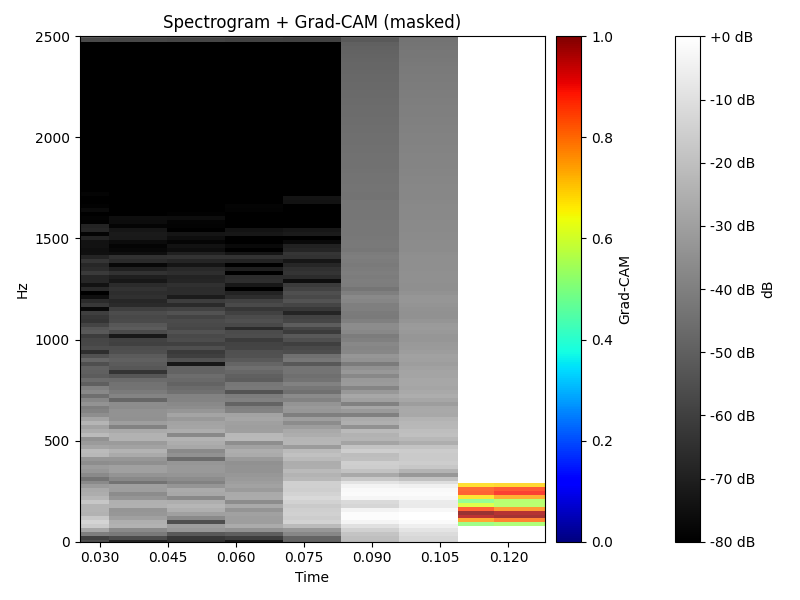 Spectrogram + Grad-CAM (masked)
2500
2000
1500
1000
500
0
Hz
0.030
0.045
0.060
0.075
0.090
0.105
0.120
Time
1.0
0.8
0.6
0.4
0.2
0.0
Grad-CAM
+0 dB
-10 dB
-20 dB
-30 dB
-40 dB
-50 dB
-60 dB
-70 dB
-80 dB
dB